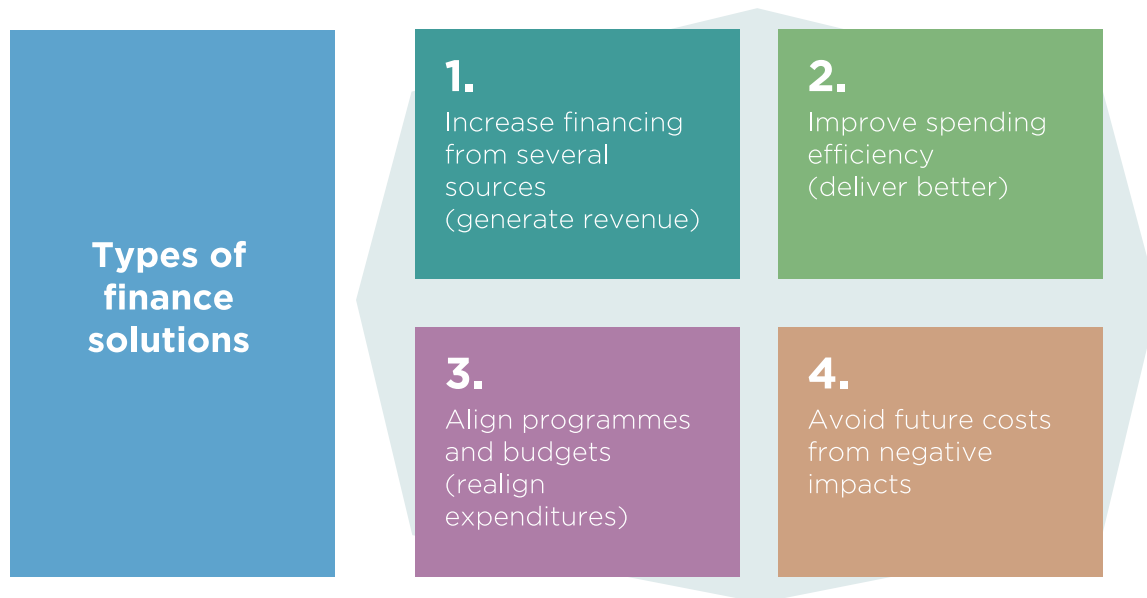 Types of
finance
solutions
1.
Increase financing
from several
sources
(generate revenue)
2.
Improve spending
efficiency
(deliver better)
3.
Align programmes
and budgets
(realign
expenditures)
4.
Avoid future costs
from negative
impacts